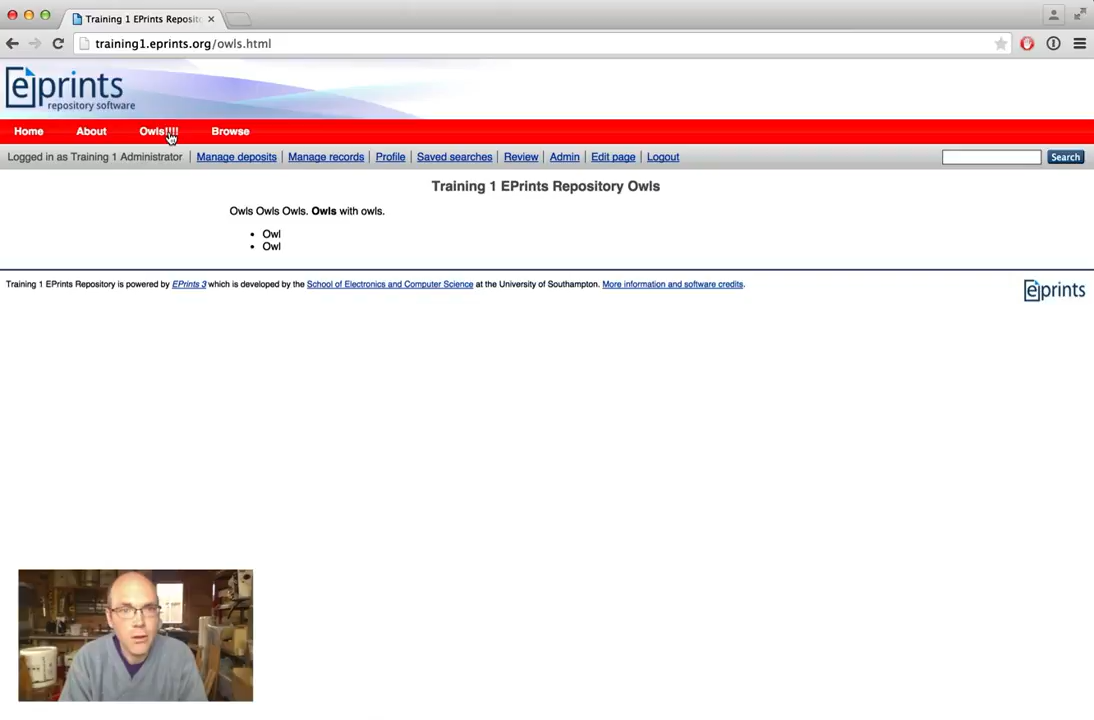 Training 1 EPrints Reposit
training1.eprints.org/owls.html
eprints
repository software
Home About Owls!!!! Browse
Logged in as Training 1 Administrator | Manage deposits | Manage records | Profile | Saved searches | Review | Admin | Edit page | Logout Search
Training 1 EPrints Repository Owls
Owls Owls Owls. Owls with owls.
• Owl
• Owl
Training 1 EPrints Repository is powered by EPrints 3 which is developed by the School of Electronics and Computer Science at the University of Southampton. More information and software credits.
eprints